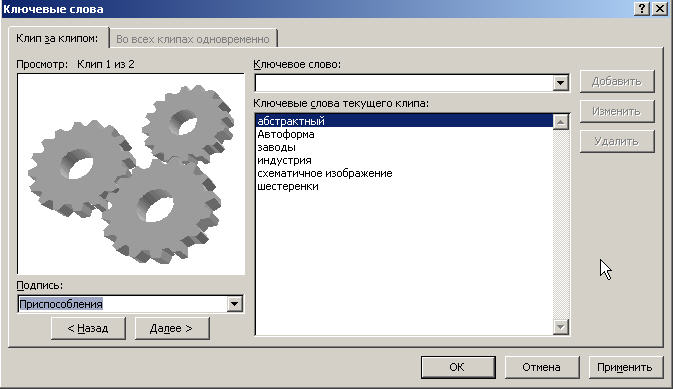 Ключевые слова
Клип за клипом:
Во всех клипах одновременно
Просмотр: Клип 1 из 2
Ключевое слово:
Добавить
Ключевые слова текущего клипа:
Изменить
абстрактный
Автоформа
Удалить
заводы
индустрия
схематичное изображение
шестеренки
Подпись:
Приспособления
< Назад
Далее >
ОК
Отмена
Применить